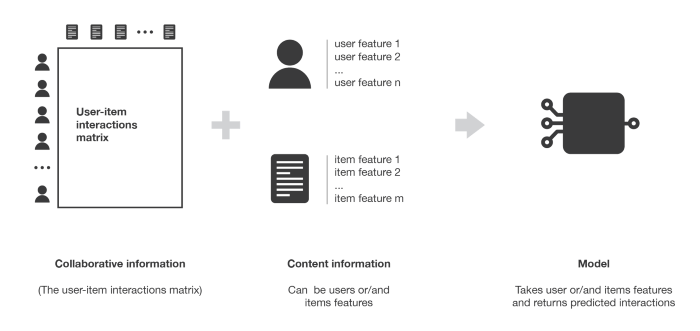 user feature 1
user feature 2
...
user feature n
User-item
interactions
matrix
item feature 1
item feature 2
...
item feature m
Collaborative information
(The user-item interactions matrix)
Content information
Can be users or/and
items features
Model
Takes user or/and items features
and returns predicted interactions